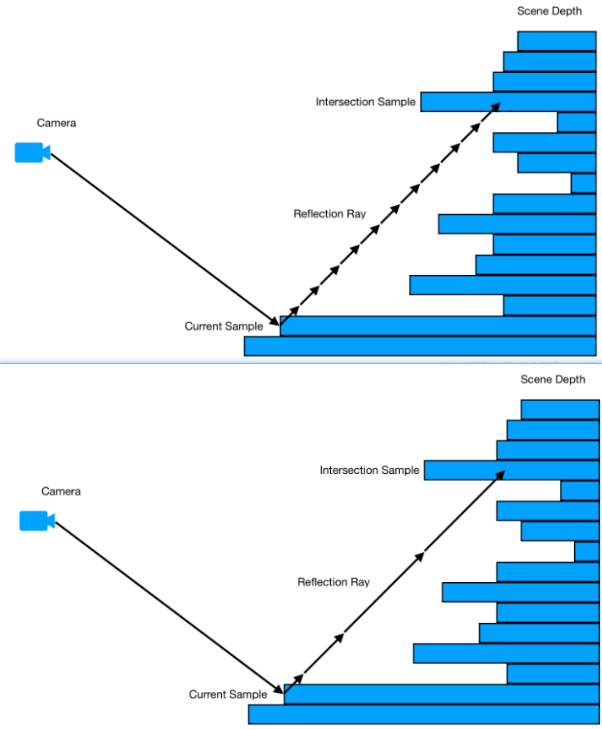 Scene Depth
Intersection Sample
Camera
Reflection Ray
Current Sample
Scene Depth
Intersection Sample
Camera
Reflection Ray
Current Sample